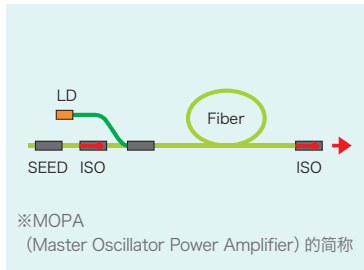 LD
Fiber
SEED ISO
ISO
※MOPA
（Master Oscillator Power Amplifier）的简称